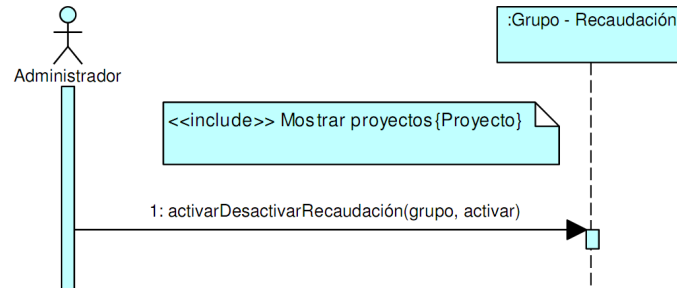 :Grupo - Recaudación
Administrador
<<include>> Mostrar proyectos{Proyecto}
1: activarDesactivarRecaudación(grupo, activar)